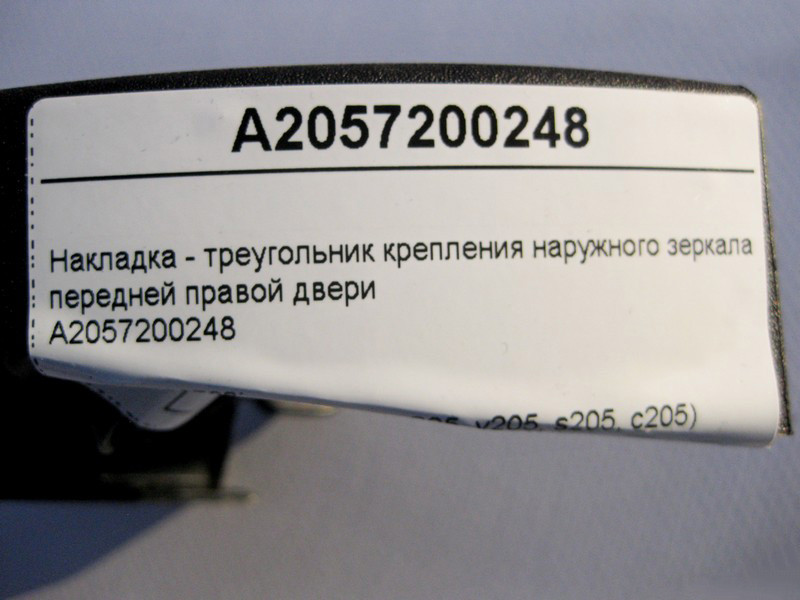 A2057200248
Накладка - треугольник крепления наружного зеркала
передней правой двери
A2057200248
v205, s205, c205)